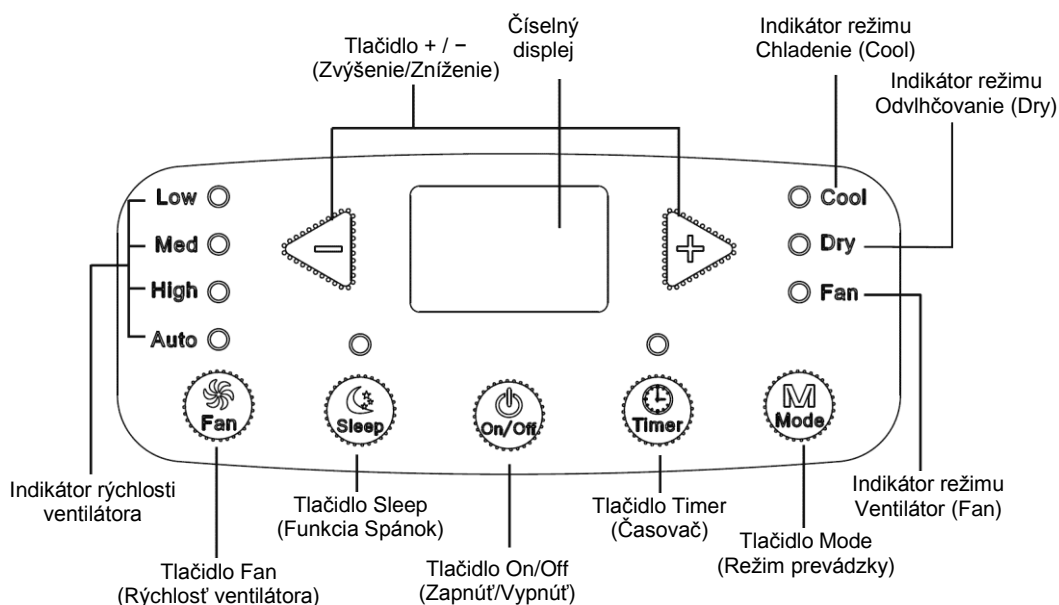 Číselný
displej
Indikátor režimu
Chladenie (Cool)
Tlačidlo + / −
(Zvýšenie/Zníženie)
Indikátor režimu
Odvlhčovanie (Dry)
Low
Med
High
Auto
−
+
Cool
Dry
Fan
Fan
Sleep
On/Off
Timer
M
Mode
Indikátor rýchlosti
ventilátora
Tlačidlo Sleep
(Funkcia Spánok)
Tlačidlo Timer
(Časovač)
Indikátor režimu
Ventilátor (Fan)
Tlačidlo Fan
(Rýchlosť ventilátora)
Tlačidlo On/Off
(Zapnúť/Vypnúť)
Tlačidlo Mode
(Režim prevádzky)